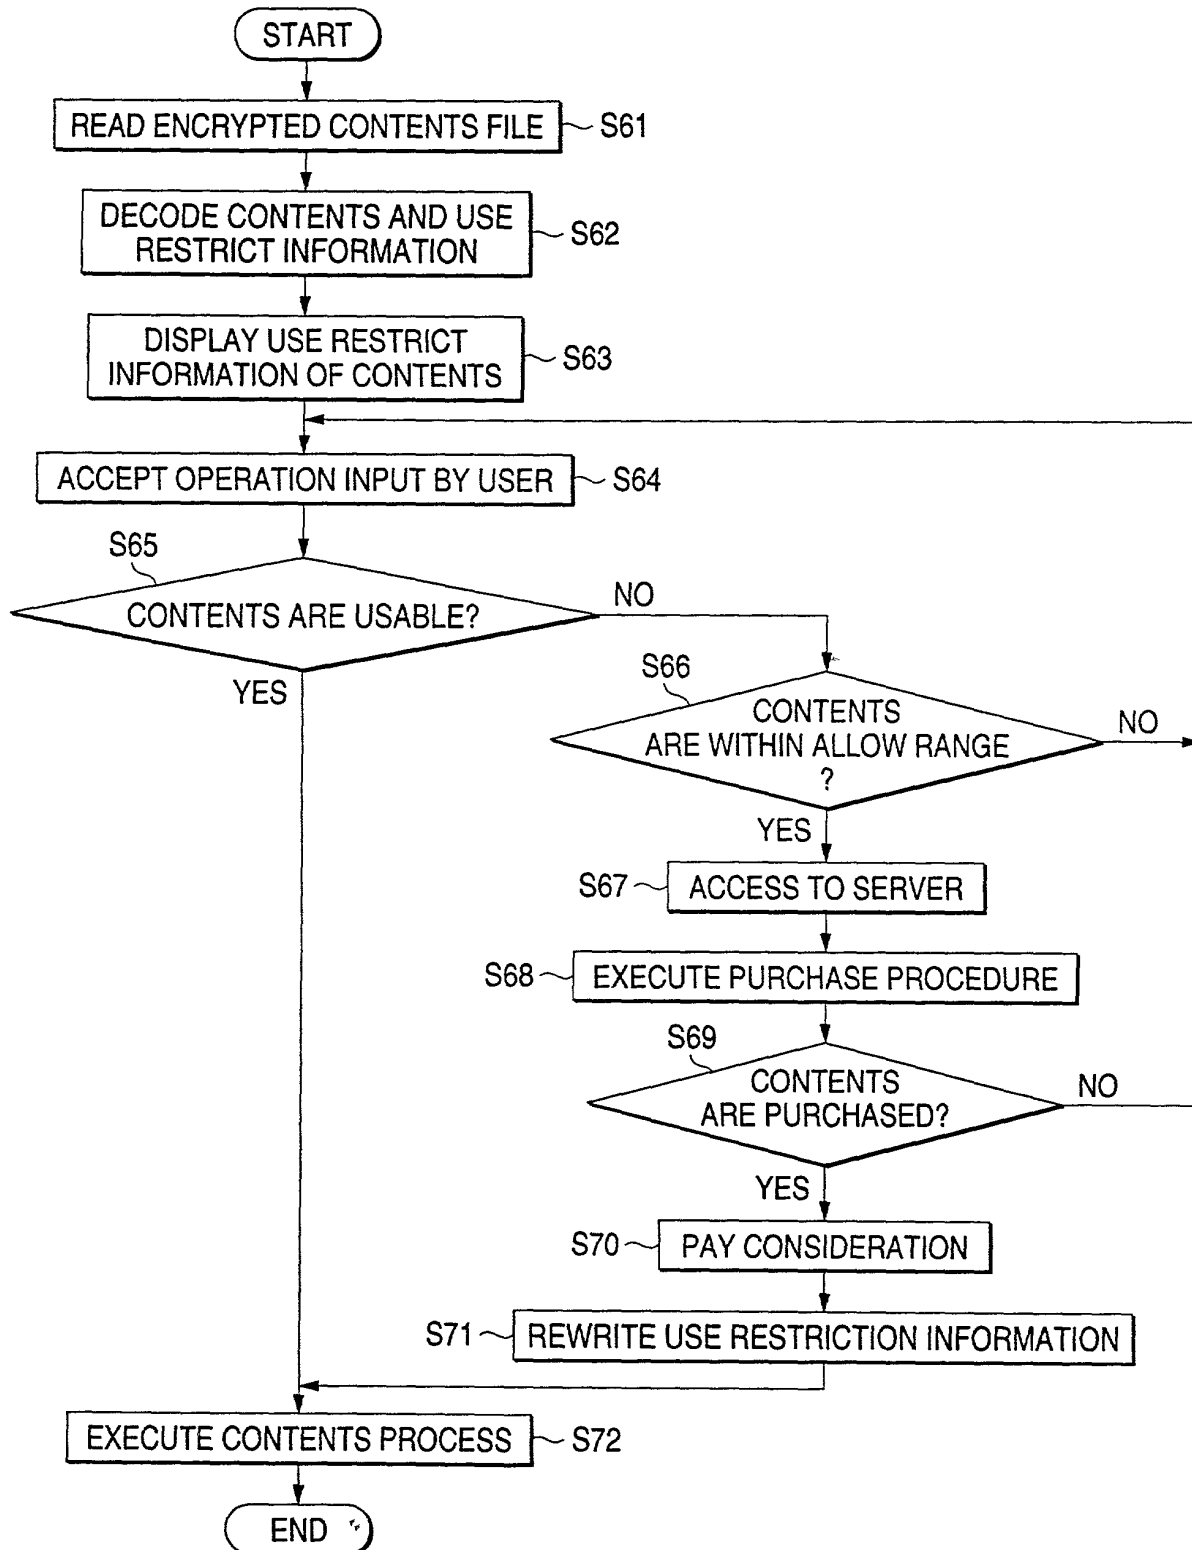 START
READ ENCRYPTED CONTENTS FILE
S61
DECODE CONTENTS AND USE
RESTRICT INFORMATION
S62
DISPLAY USE RESTRICT
INFORMATION OF CONTENTS
S63
ACCEPT OPERATION INPUT BY USER
S64
S65
CONTENTS ARE USABLE?
NO
YES
S66
CONTENTS
ARE WITHIN ALLOW RANGE
?
NO
YES
S67
ACCESS TO SERVER
S68
EXECUTE PURCHASE PROCEDURE
S69
CONTENTS
ARE PURCHASED?
NO
YES
S70
PAY CONSIDERATION
S71
REWRITE USE RESTRICTION INFORMATION
EXECUTE CONTENTS PROCESS
S72
END